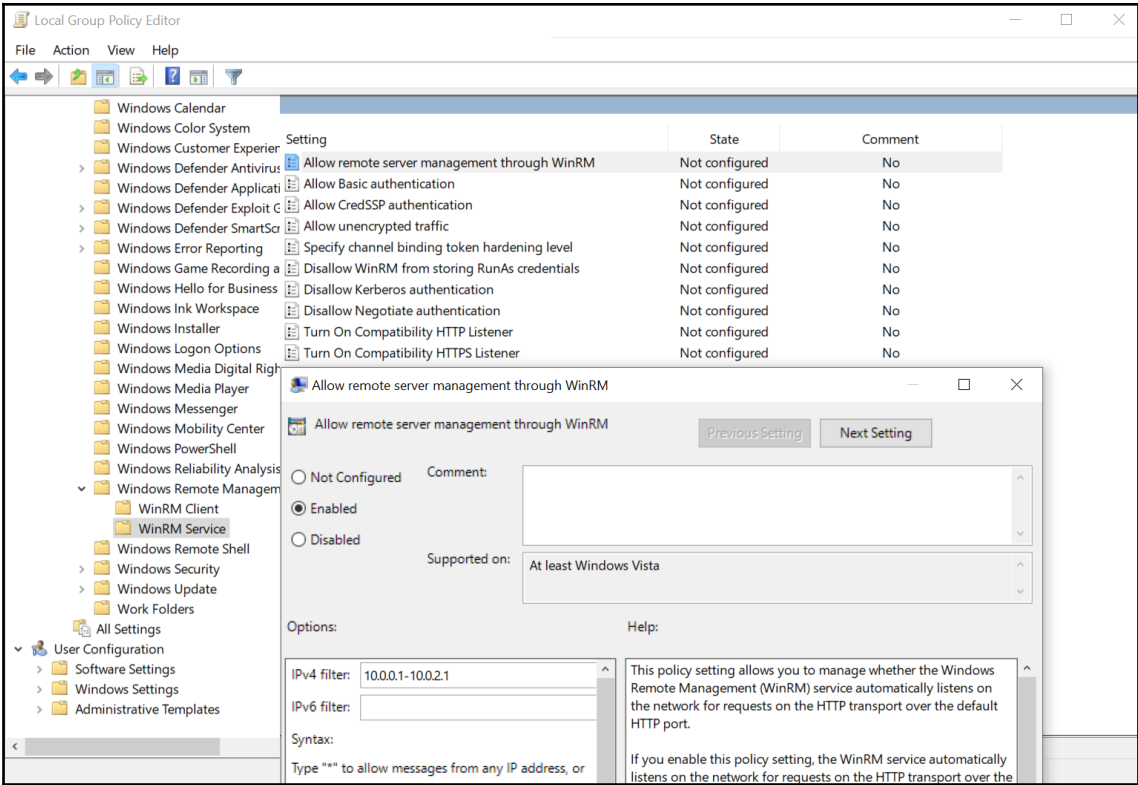 Local Group Policy Editor
File Action View Help
Windows Calendar
Windows Color System
Windows Customer Experien
Windows Defender Antivirus
Windows Defender Applicati
Windows Defender Exploit G
Windows Defender SmartScr
Windows Error Reporting
Windows Game Recording a
Windows Hello for Business
Windows Ink Workspace
Windows Installer
Windows Logon Options
Windows Media Digital Righ
Windows Media Player
Windows Messenger
Windows Mobility Center
Windows PowerShell
Windows Reliability Analysis
Windows Remote Managem
WinRM Client
WinRM Service
Windows Remote Shell
Windows Security
Windows Update
Work Folders
All Settings
User Configuration
Software Settings
Windows Settings
Administrative Templates
Setting State Comment
Allow remote server management through WinRM Not configured No
Allow Basic authentication Not configured No
Allow CredSSP authentication Not configured No
Allow unencrypted traffic Not configured No
Specify channel binding token hardening level Not configured No
Disallow WinRM from storing RunAs credentials Not configured No
Disallow Kerberos authentication Not configured No
Disallow Negotiate authentication Not configured No
Turn On Compatibility HTTP Listener Not configured No
Turn On Compatibility HTTPS Listener Not configured No
Allow remote server management through WinRM
Allow remote server management through WinRM
Previous Setting Next Setting
Not Configured
Enabled
Disabled
Comment:
Supported on: At least Windows Vista
Options:
IPv4 filter: 10.0.0.1-10.0.2.1
IPv6 filter:
Syntax:
Type "*" to allow messages from any IP address, or
Help:
This policy setting allows you to manage whether the Windows
Remote Management (WinRM) service automatically listens on
the network for requests on the HTTP transport over the default
HTTP port.
If you enable this policy setting, the WinRM service automatically
listens on the network for requests on the HTTP transport over the